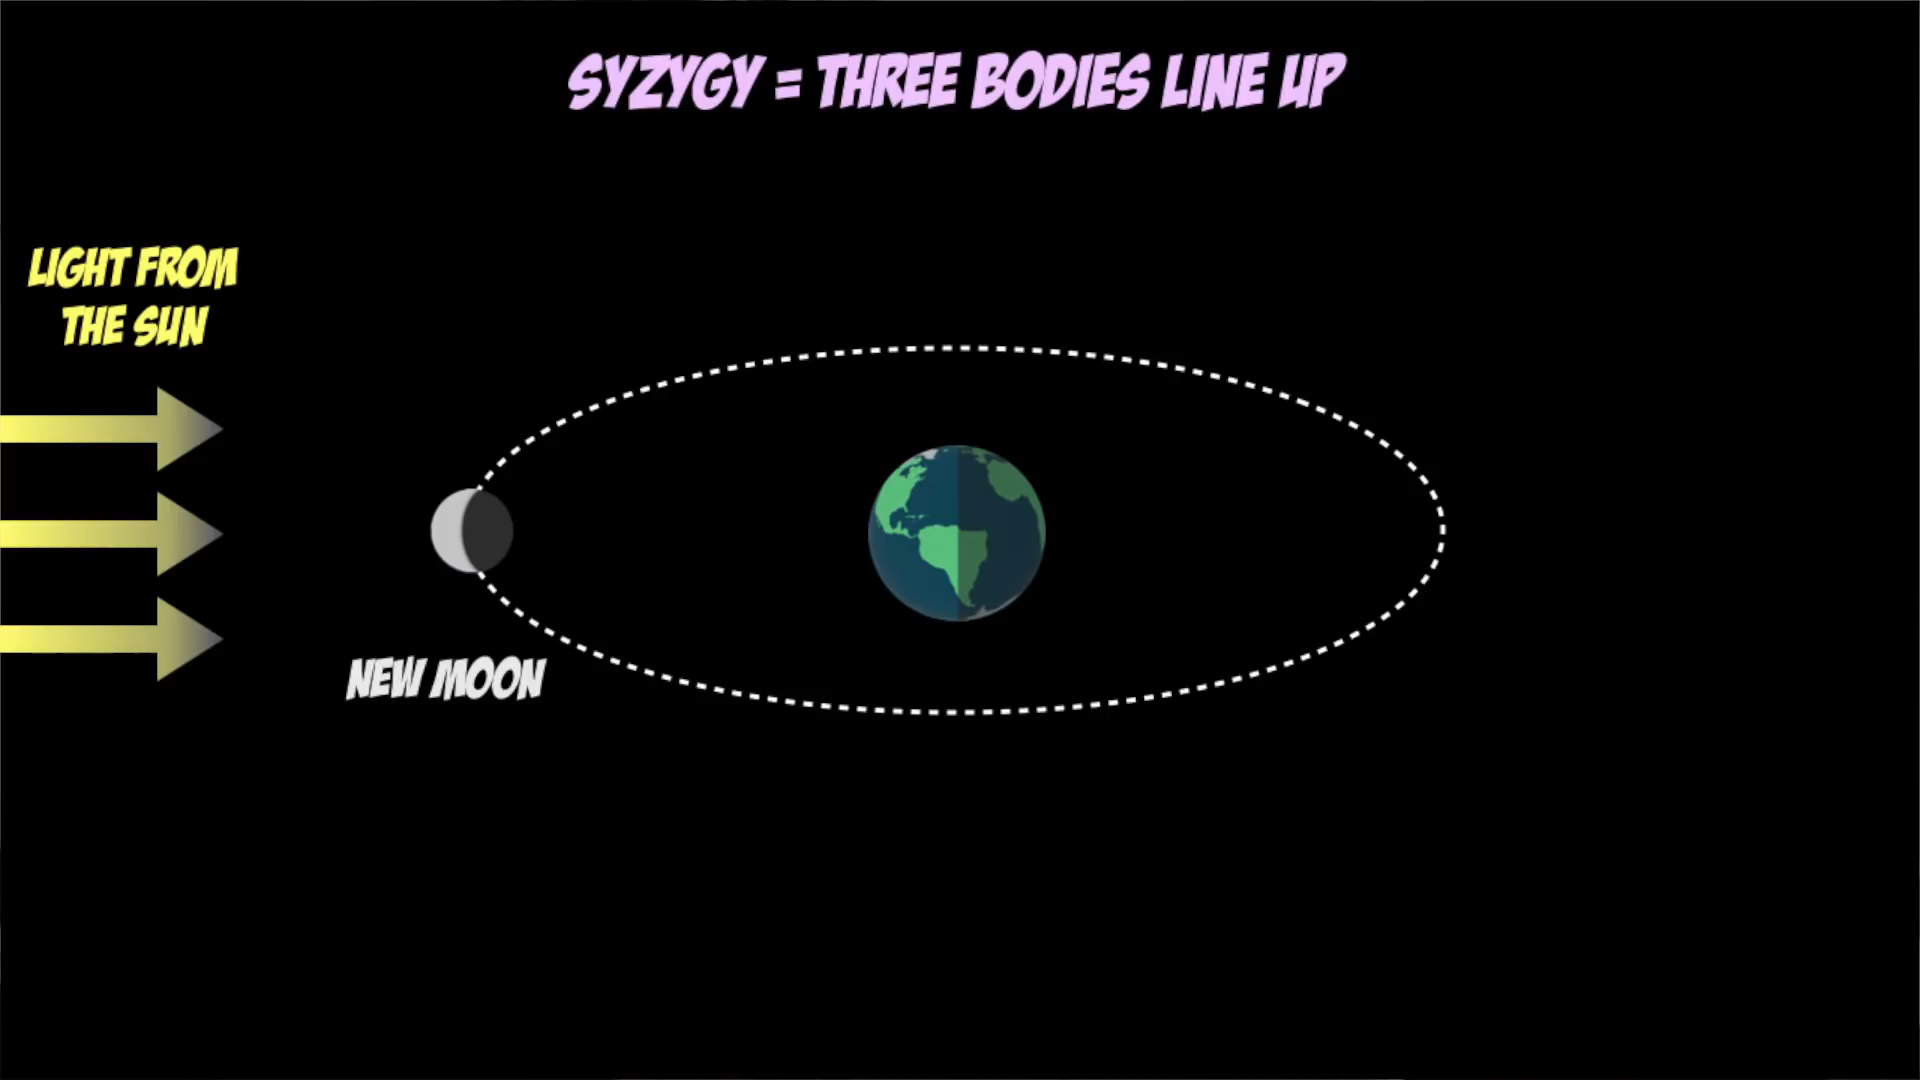 SYZYGY = THREE BODIES LINE UP
LIGHT FROM
THE SUN
NEW MOON